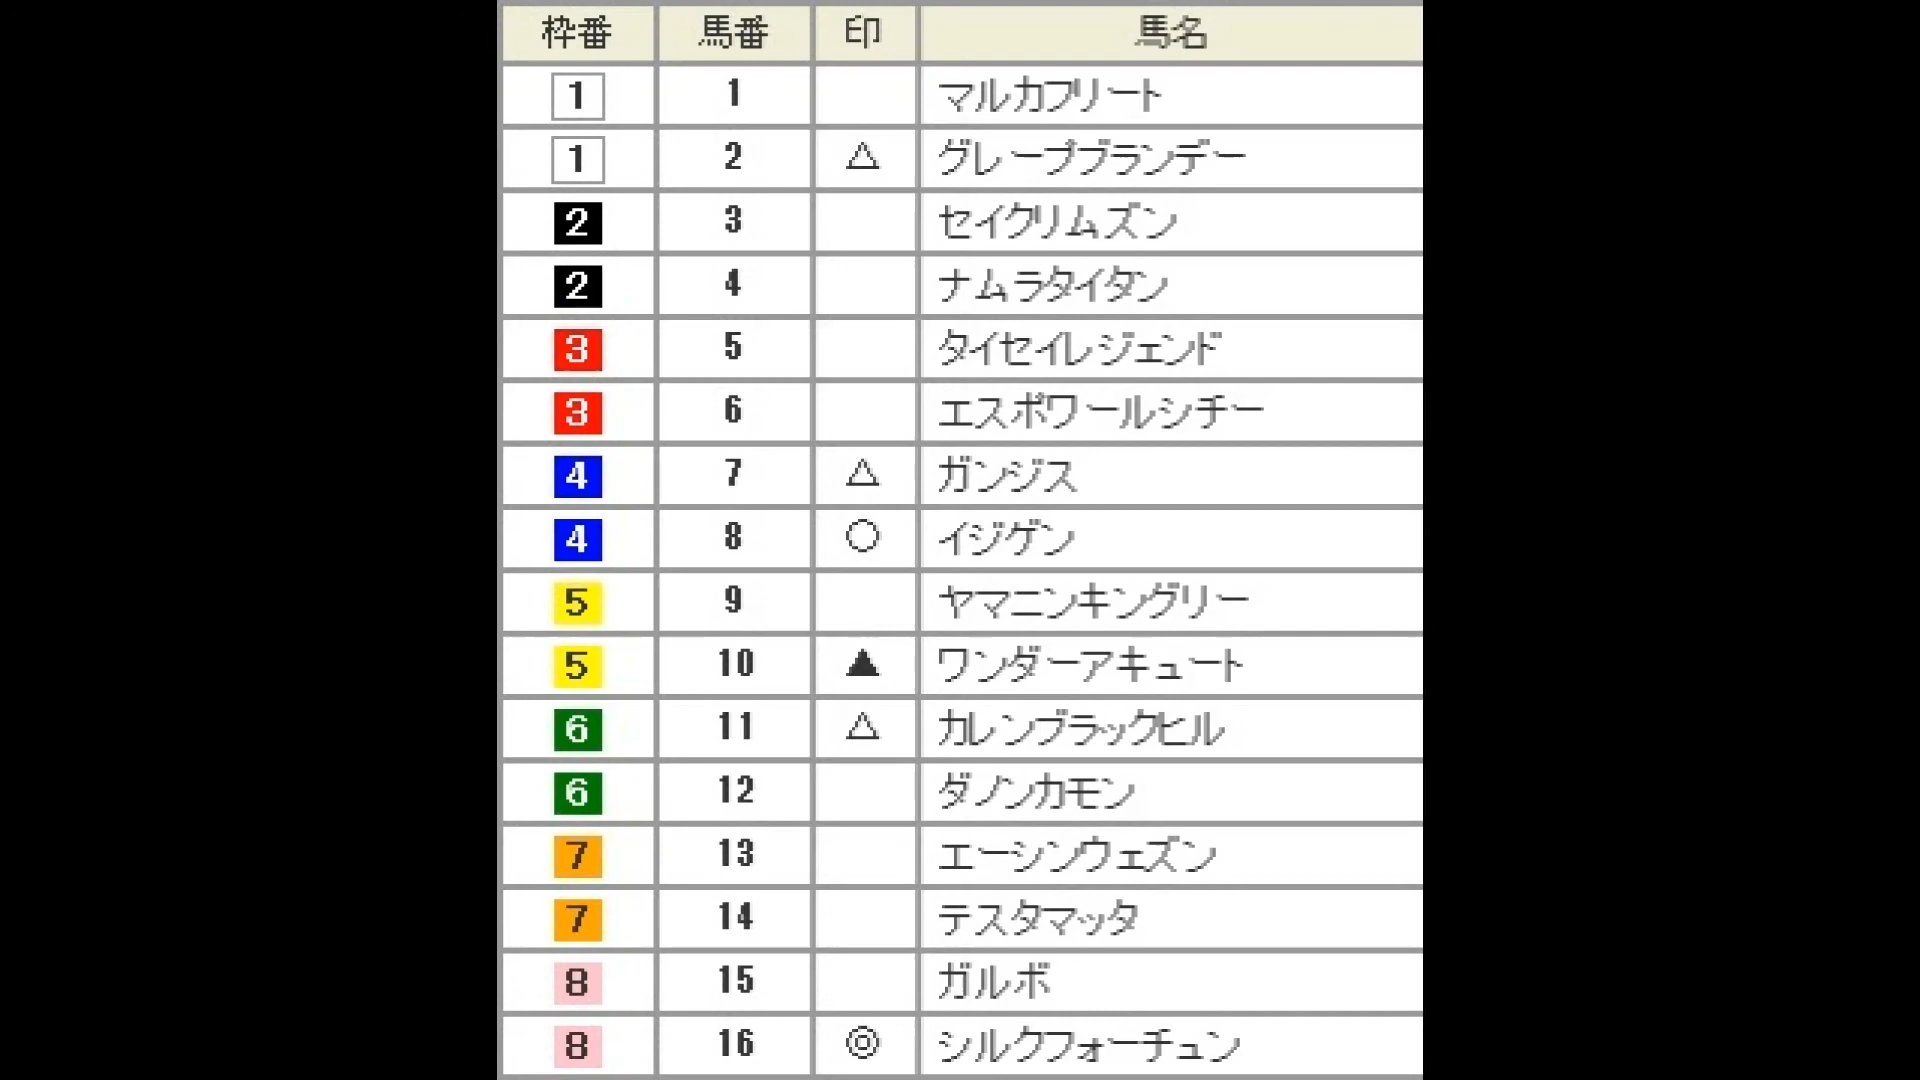 枠番 馬番 印 馬名
1 1 マルカフリート
1 2 △ グレープブランデー
2 3 セイクリムズン
2 4 ナムラタイタン
3 5 タイセイレジェンド
3 6 エスポワールシチー
4 7 △ ガンジス
4 8 ○ イジゲン
5 9 ヤマニンキングリー
5 10 ▲ ワンダーアキュート
6 11 △ カレンブラックヒル
6 12 ダノンカモン
7 13 エーシンウェズン
7 14 テスタマッタ
8 15 ガルボ
8 16 ◎ シルクフォーチュン